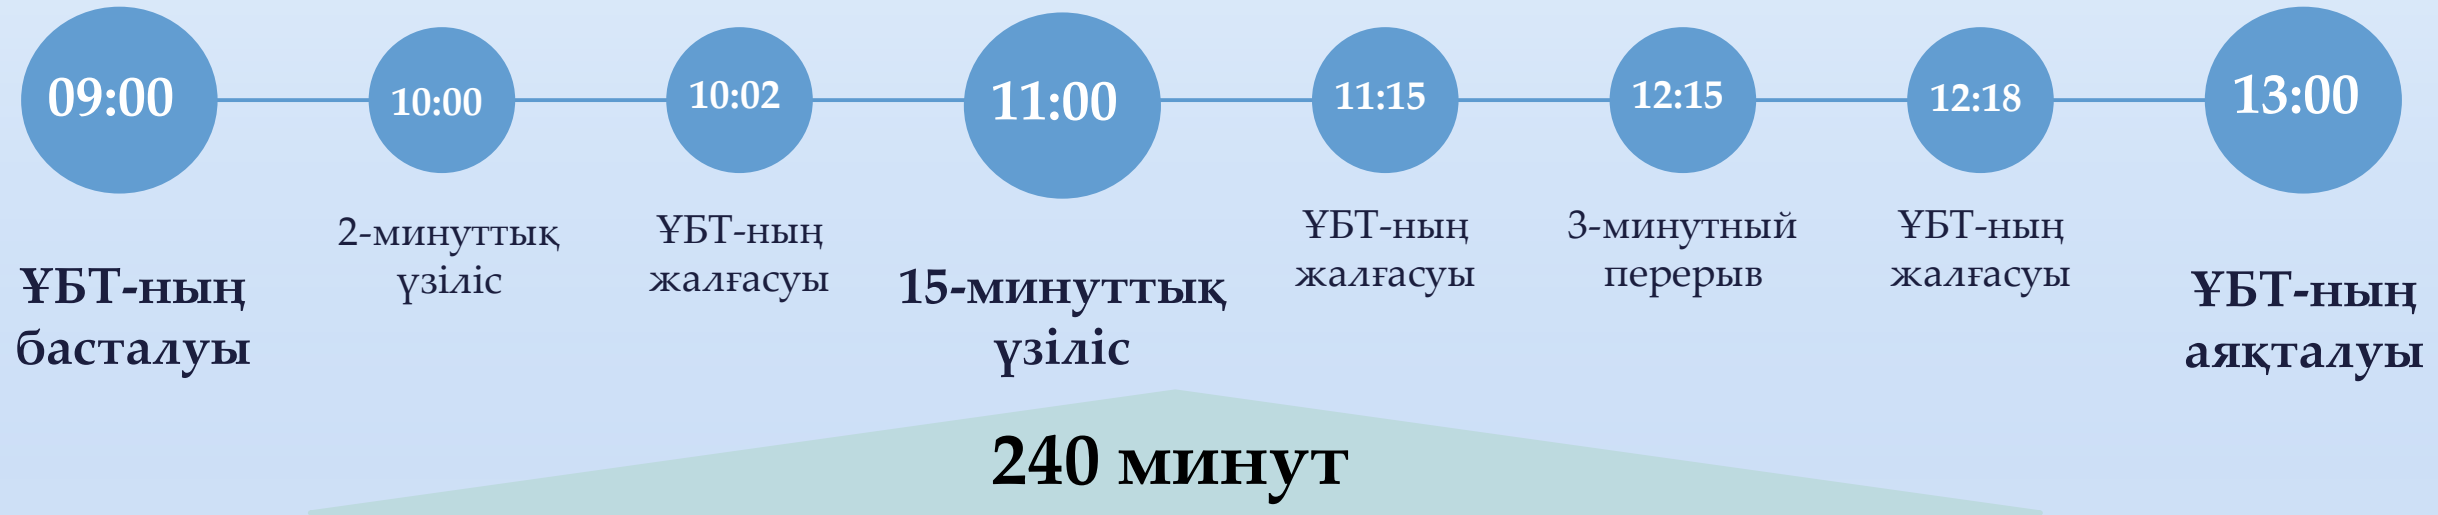 09:00
10:00
10:02
11:00
11:15
12:15
12:18
13:00
ҰБТ-ның
басталуы
2-минуттық
үзіліс
ҰБТ-ның
жалғасуы
15-минуттық
үзіліс
ҰБТ-ның
жалғасуы
3-минутный
перерыв
ҰБТ-ның
жалғасуы
ҰБТ-ның
аяқталуы
240 минут